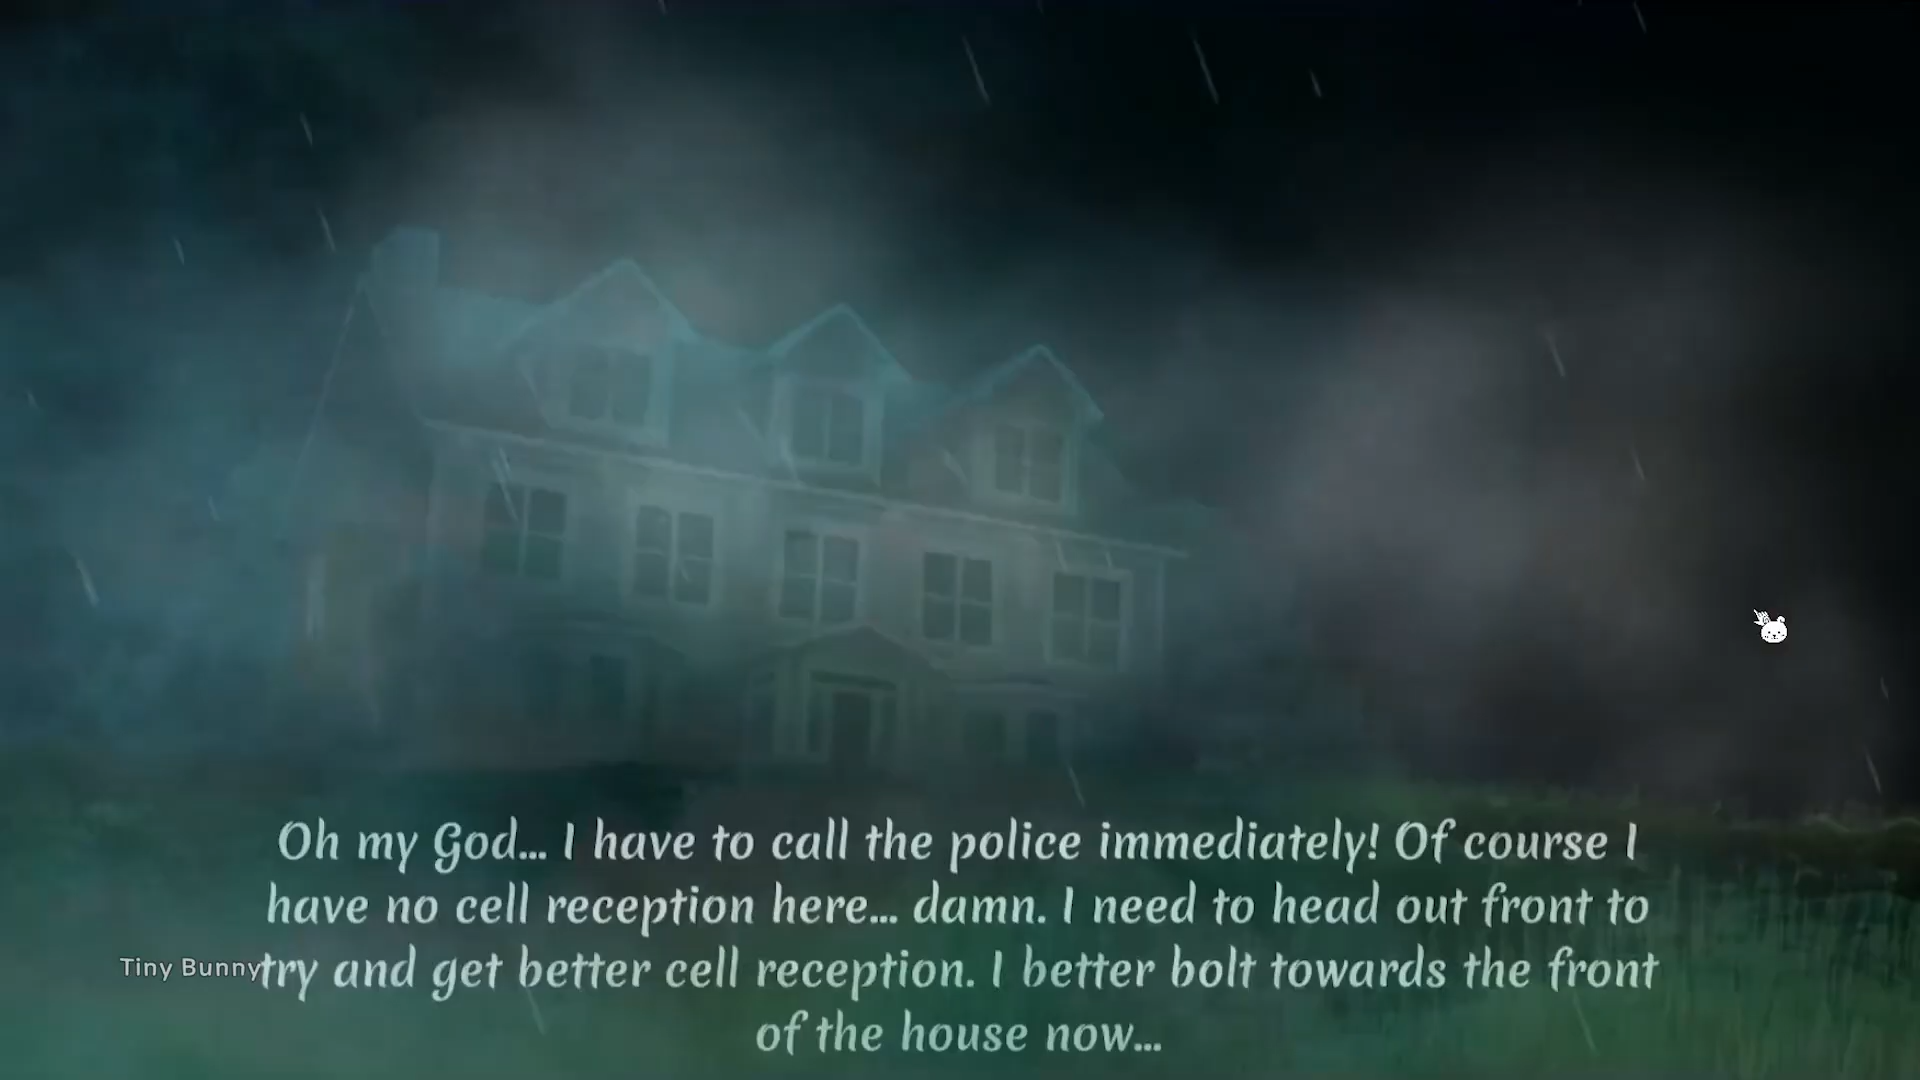 Oh my God... I have to call the police immediately! Of course I
have no cell reception here... damn. I need to head out front to
try and get better cell reception. I better bolt towards the front
of the house now...
Tiny Bunny